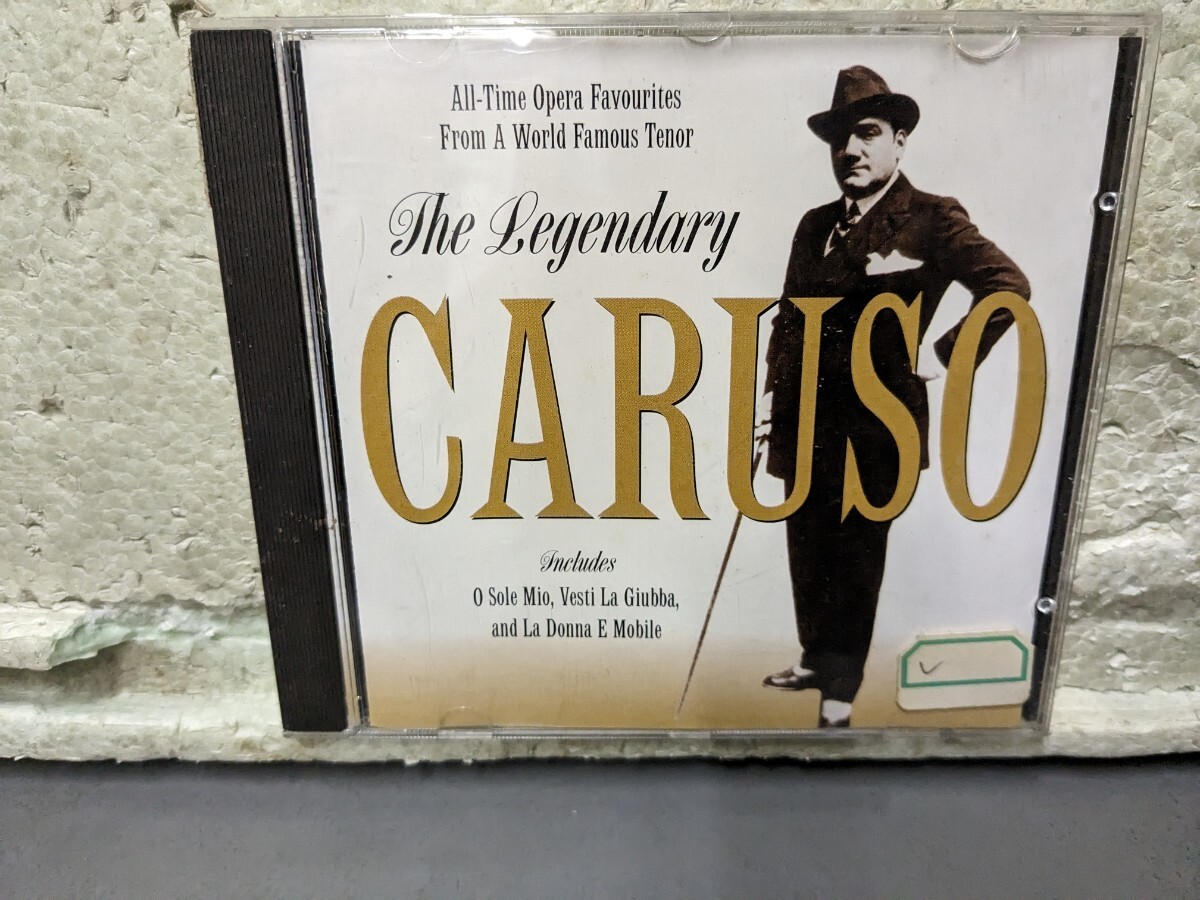 All-Time Opera Favourites
From A World Famous Tenor
The Legendary
CARUSO
Includes
O Sole Mio, Vesti La Giubba,
and La Donna E Mobile